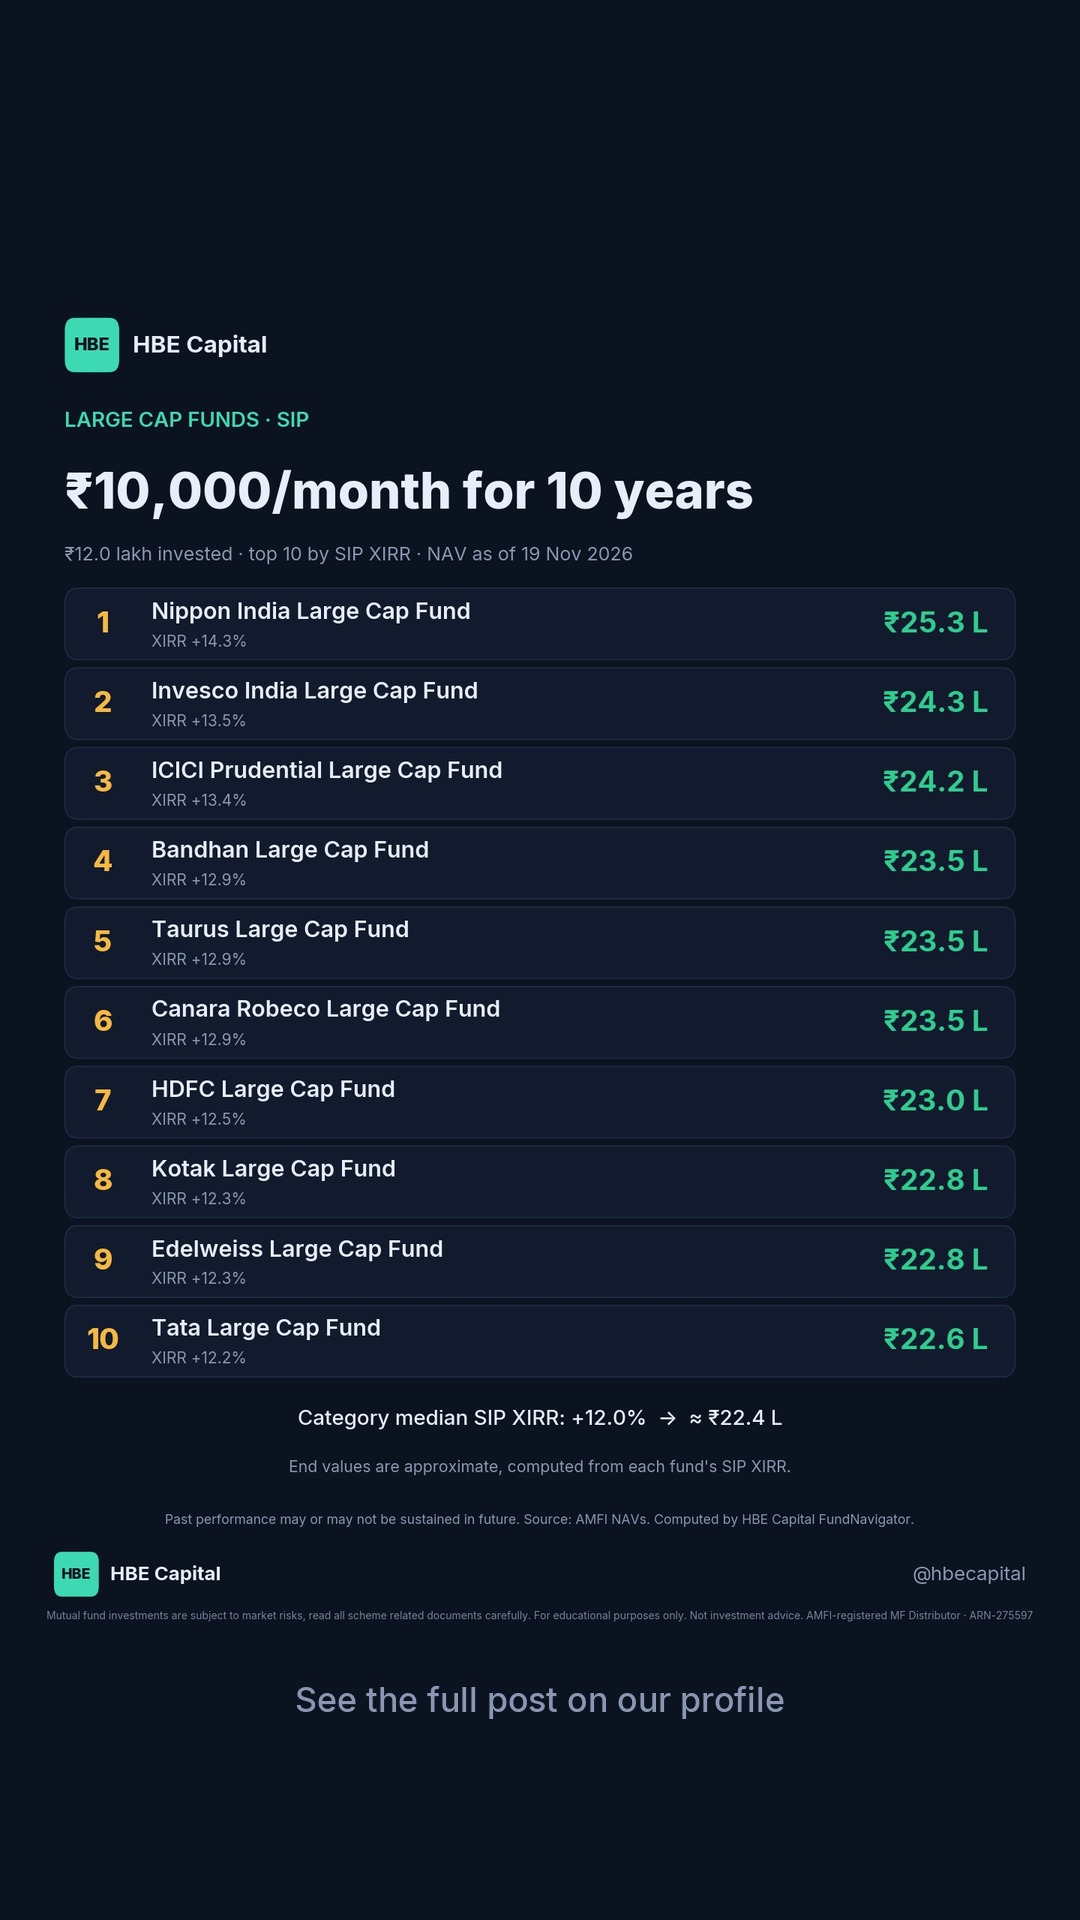 HBE HBE Capital
LARGE CAP FUNDS · SIP
₹10,000/month for 10 years
₹12.0 lakh invested · top 10 by SIP XIRR · NAV as of 19 Nov 2026
1 Nippon India Large Cap Fund ₹25.3 L
XIRR +14.3%
2 Invesco India Large Cap Fund ₹24.3 L
XIRR +13.5%
3 ICICI Prudential Large Cap Fund ₹24.2 L
XIRR +13.4%
4 Bandhan Large Cap Fund ₹23.5 L
XIRR +12.9%
5 Taurus Large Cap Fund ₹23.5 L
XIRR +12.9%
6 Canara Robeco Large Cap Fund ₹23.5 L
XIRR +12.9%
7 HDFC Large Cap Fund ₹23.0 L
XIRR +12.5%
8 Kotak Large Cap Fund ₹22.8 L
XIRR +12.3%
9 Edelweiss Large Cap Fund ₹22.8 L
XIRR +12.3%
10 Tata Large Cap Fund ₹22.6 L
XIRR +12.2%
Category median SIP XIRR: +12.0% → ≈ ₹22.4 L
End values are approximate, computed from each fund's SIP XIRR.
Past performance may or may not be sustained in future. Source: AMFI NAVs. Computed by HBE Capital FundNavigator.
HBE HBE Capital @hbecapital
Mutual fund investments are subject to market risks, read all scheme related documents carefully. For educational purposes only. Not investment advice. AMFI-registered MF Distributor · ARN-275597
See the full post on our profile